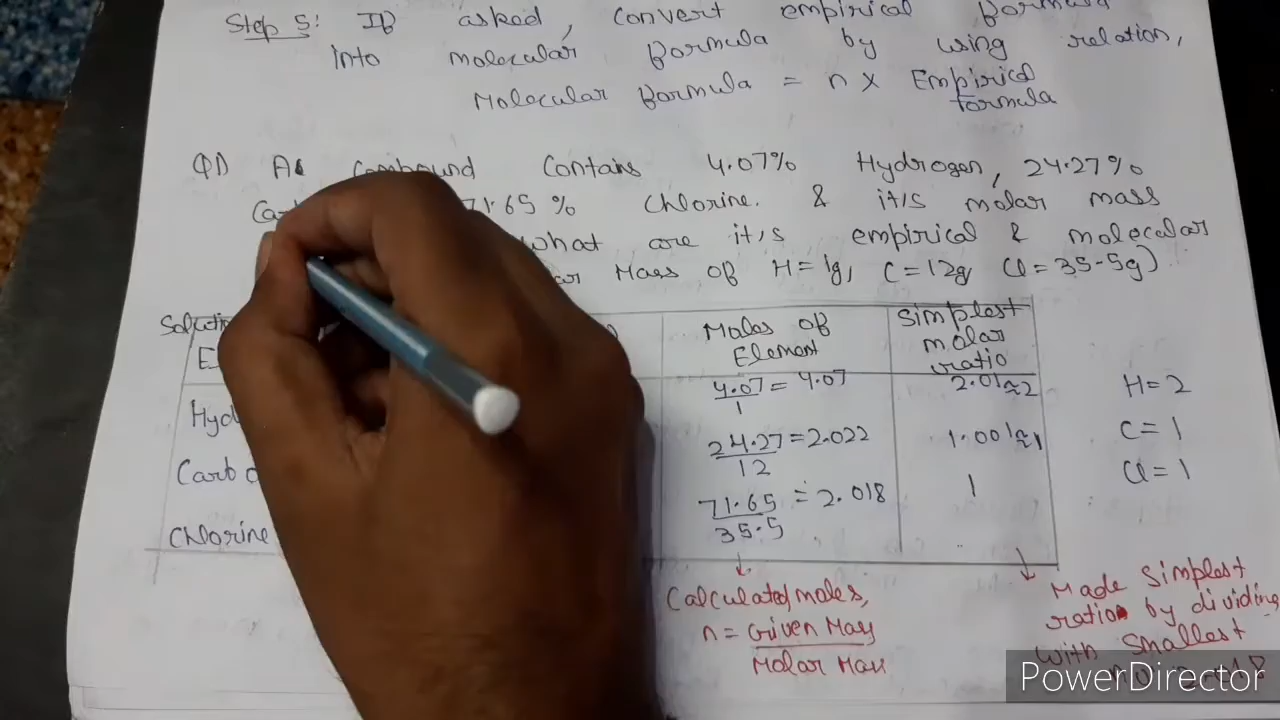 Step 5: If asked, convert empirical formula
into molecular formula by using relation,
Molecular formula = n X Empirical
formula
Q1) A Compound Contains 4.07% Hydrogen, 24.27%
71.65 % Chlorine. & it's molar mass
what are it's empirical & molecular
Mass of H=1g, C=12g Cl=35.5g)
Solution
Moles of Element
Simplest molar ratio
Hyd
4.07/1 = 4.07
2.01≈2
H=2
Carbo
24.27/12 = 2.022
1.001≈1
C=1
Chlorine
71.65/35.5 = 2.018
1
Cl=1
Calculated moles,
n = Given Mass
Molar Mass
Made Simplest
ratio by dividing
with Smallest
PowerDirector